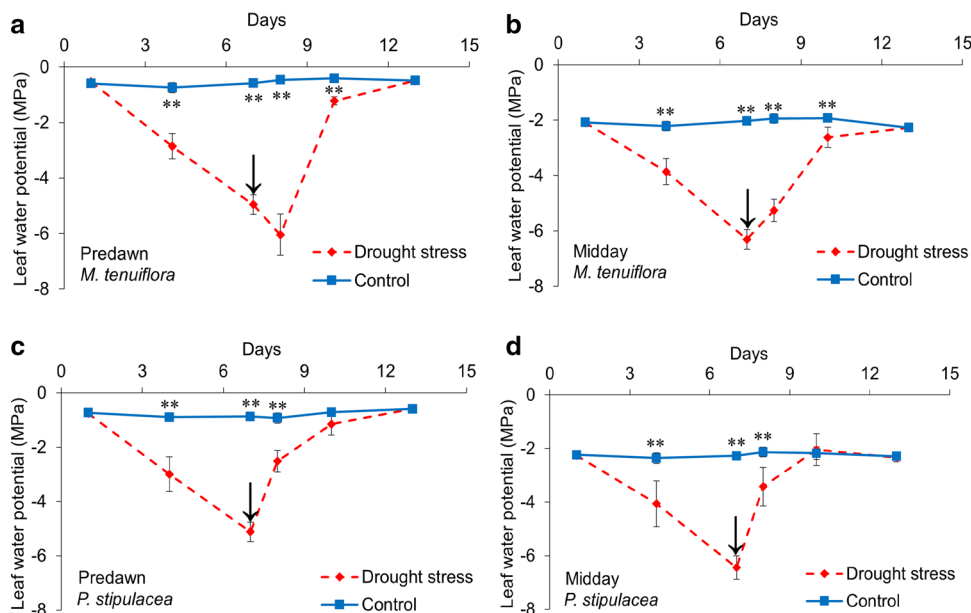 a
Days
0 3 6 9 12 15
0
-2
-4
-6
-8
Leaf water potential (MPa)
** ** ** **
Predawn
M. tenuiflora
Drought stress
Control
b
Days
0 3 6 9 12 15
0
-2
-4
-6
-8
Leaf water potential (MPa)
** ** ** **
Midday
M. tenuiflora
Drought stress
Control
c
Days
0 3 6 9 12 15
0
-2
-4
-6
-8
Leaf water potential (MPa)
** ** **
Predawn
P. stipulacea
Drought stress
Control
d
Days
0 3 6 9 12 15
0
-2
-4
-6
-8
Leaf water potential (MPa)
** ** **
Midday
P. stipulacea
Drought stress
Control